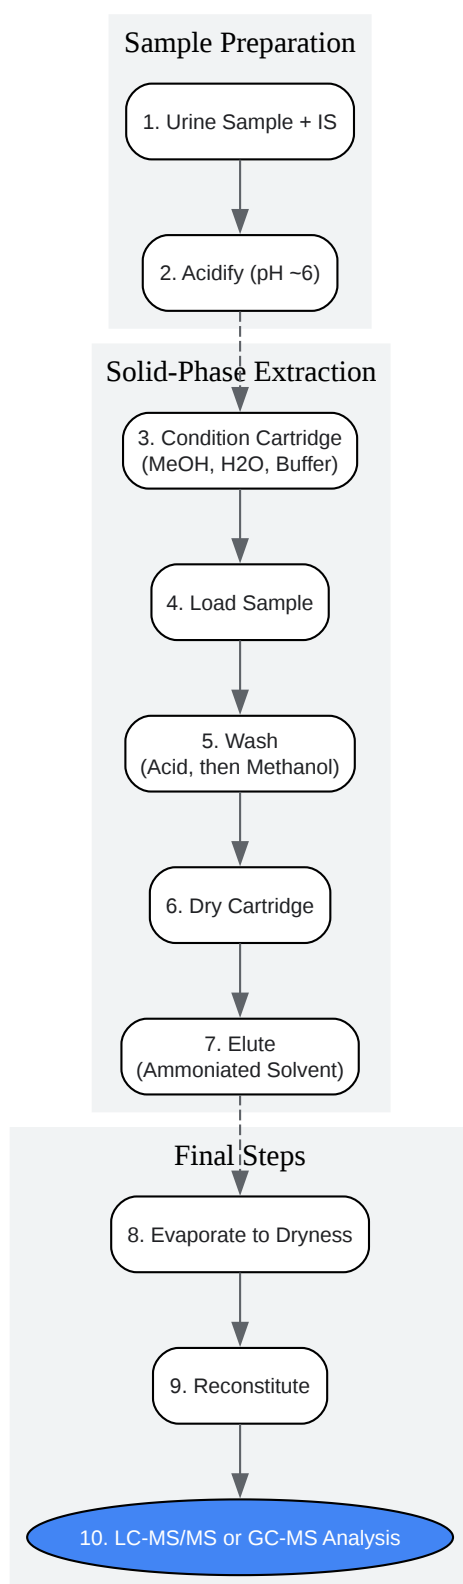 Sample Preparation
1. Urine Sample + IS
2. Acidify (pH ~6)
Solid-Phase Extraction
3. Condition Cartridge
(MeOH, H2O, Buffer)
4. Load Sample
5. Wash
(Acid, then Methanol)
6. Dry Cartridge
7. Elute
(Ammoniated Solvent)
Final Steps
8. Evaporate to Dryness
9. Reconstitute
10. LC-MS/MS or GC-MS Analysis